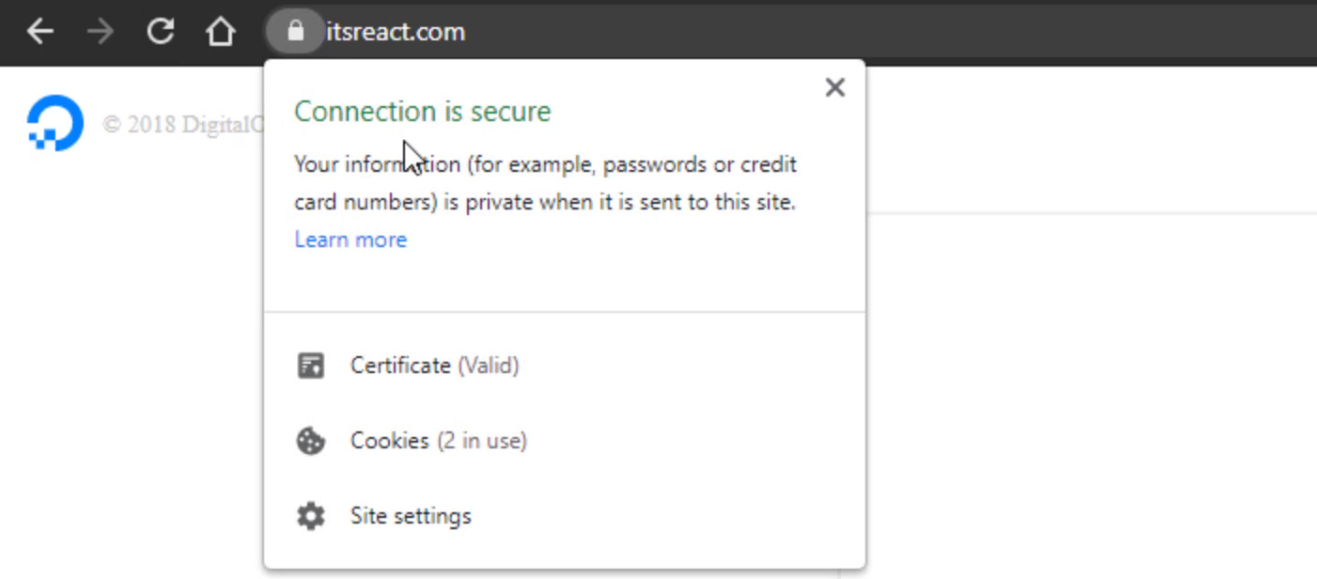 itsreact.com
© 2018 DigitalO
Connection is secure
Your information (for example, passwords or credit
card numbers) is private when it is sent to this site.
Learn more
Certificate (Valid)
Cookies (2 in use)
Site settings